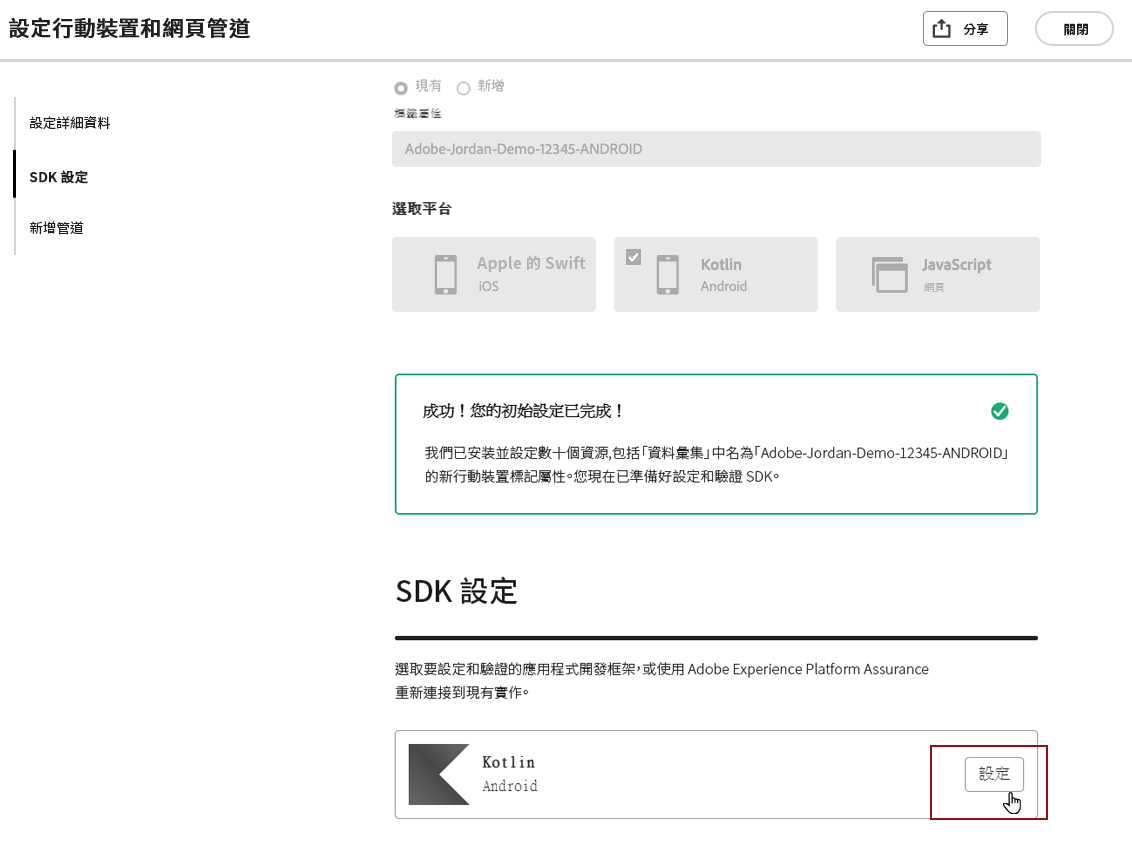 設定行動裝置和網頁管道
分享
關閉
設定詳細資料
SDK 設定
新增管道
現有
新增
標籤屬性
Adobe-Jordan-Demo-12345-ANDROID
選取平台
Apple 的 Swift
iOS
Kotlin
Android
JavaScript
網頁
成功！您的初始設定已完成！
我們已安裝並設定數十個資源,包括「資料彙集」中名為「Adobe-Jordan-Demo-12345-ANDROID」
的新行動裝置標記屬性。您現在已準備好設定和驗證 SDK。
SDK 設定
選取要設定和驗證的應用程式開發框架，或使用 Adobe Experience Platform Assurance
重新連接到現有實作。
Kotlin
Android
設定